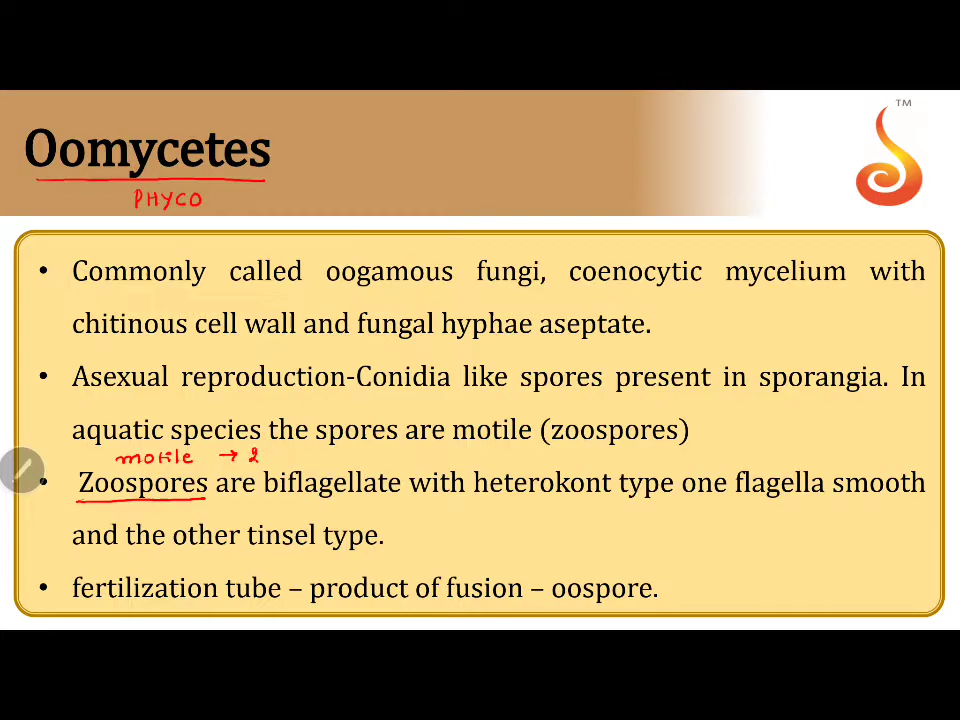 Oomycetes
PHYCO
TM
• Commonly called oogamous fungi, coenocytic mycelium with
chitinous cell wall and fungal hyphae aseptate.
• Asexual reproduction-Conidia like spores present in sporangia. In
aquatic species the spores are motile (zoospores)
motile → 2
• Zoospores are biflagellate with heterokont type one flagella smooth
and the other tinsel type.
• fertilization tube – product of fusion – oospore.